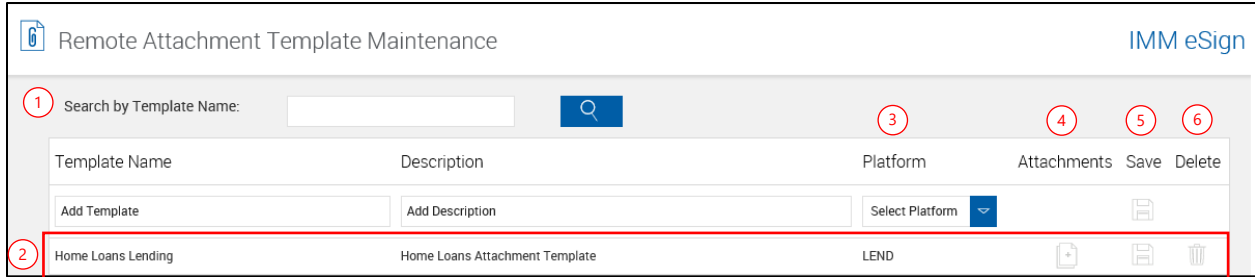 Remote Attachment Template Maintenance IMM eSign
1 Search by Template Name:
3 4 5 6
Template Name Description Platform Attachments Save Delete
Add Template Add Description Select Platform
2 Home Loans Lending Home Loans Attachment Template LEND